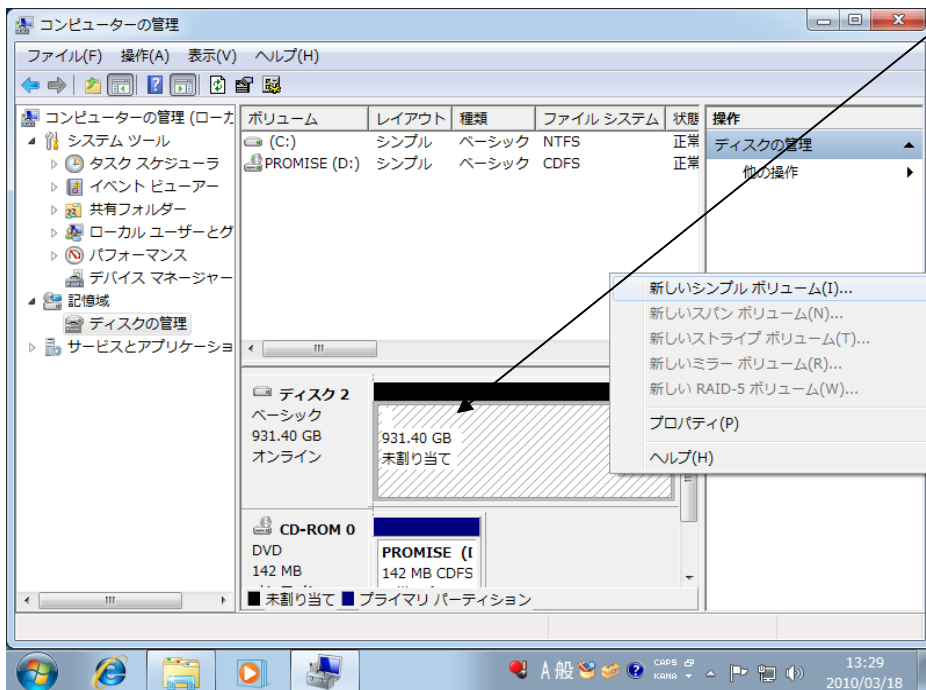 コンピューターの管理
ファイル(F) 操作(A) 表示(V) ヘルプ(H)
コンピューターの管理 (ローカ
システム ツール
タスク スケジューラ
イベント ビューアー
共有フォルダー
ローカル ユーザーとグ
パフォーマンス
デバイス マネージャー
記憶域
ディスクの管理
サービスとアプリケーショ
ボリューム レイアウト 種類 ファイル システム 状態
(C:) シンプル ベーシック NTFS 正常
PROMISE (D:) シンプル ベーシック CDFS 正常
操作
ディスクの管理
他の操作
新しいシンプル ボリューム(I)...
新しいスパン ボリューム(N)...
新しいストライプ ボリューム(T)...
新しいミラー ボリューム(R)...
新しい RAID-5 ボリューム(W)...
プロパティ(P)
ヘルプ(H)
ディスク 2
ベーシック
931.40 GB
オンライン
931.40 GB
未割り当て
CD-ROM 0
DVD
142 MB
PROMISE (
142 MB CDFS
未割り当て プライマリ パーティション
A 般 CAPS KANA
13:29
2010/03/18